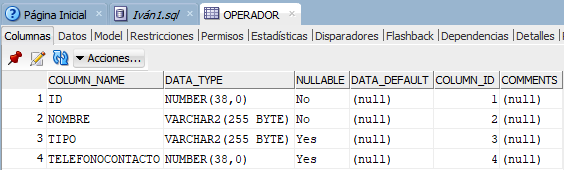 Página Inicial Iván1.sql OPERADOR
Columnas Datos Model Restricciones Permisos Estadísticas Disparadores Flashback Dependencias Detalles
Acciones...
COLUMN_NAME DATA_TYPE NULLABLE DATA_DEFAULT COLUMN_ID COMMENTS
1 ID NUMBER(38,0) No (null) 1 (null)
2 NOMBRE VARCHAR2(255 BYTE) No (null) 2 (null)
3 TIPO VARCHAR2(255 BYTE) Yes (null) 3 (null)
4 TELEFONOCONTACTO NUMBER(38,0) Yes (null) 4 (null)